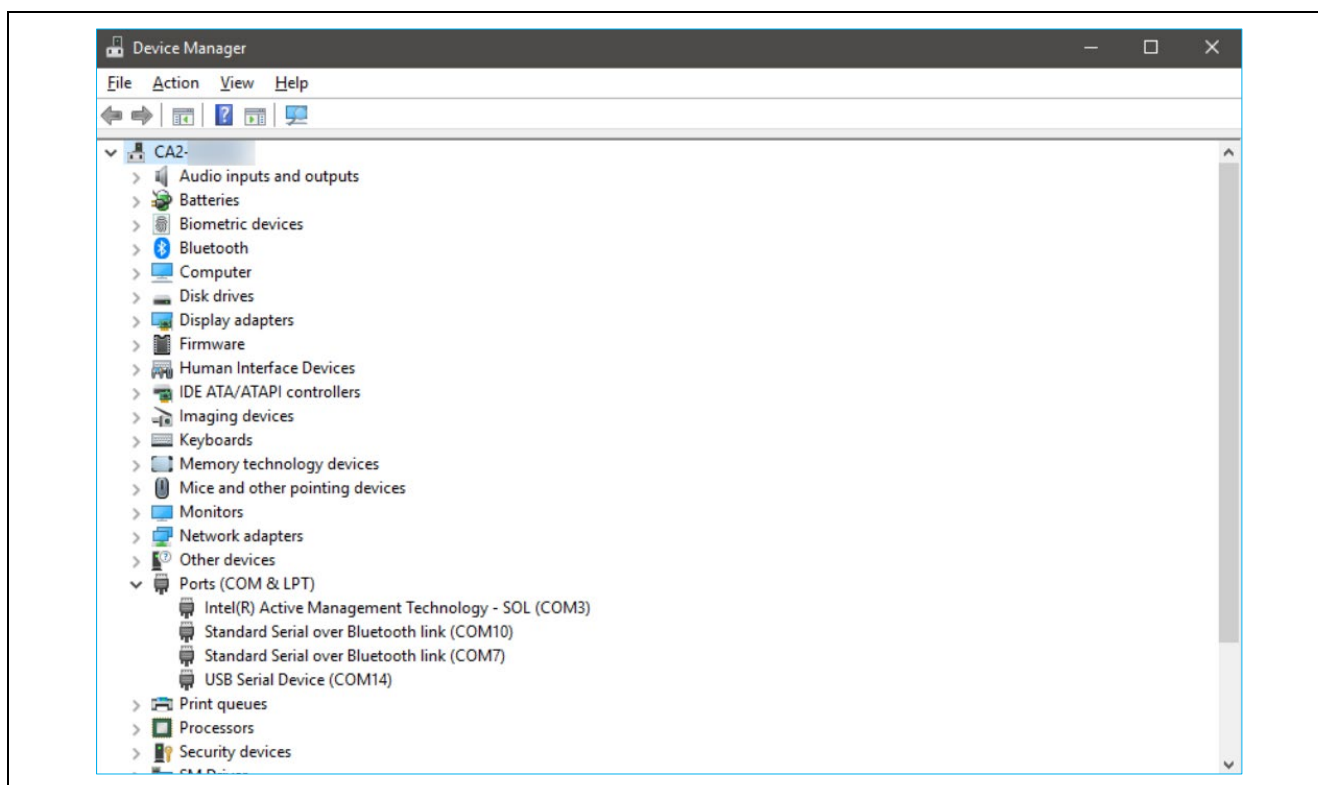 Device Manager
File Action View Help
CA2-
Audio inputs and outputs
Batteries
Biometric devices
Bluetooth
Computer
Disk drives
Display adapters
Firmware
Human Interface Devices
IDE ATA/ATAPI controllers
Imaging devices
Keyboards
Memory technology devices
Mice and other pointing devices
Monitors
Network adapters
Other devices
Ports (COM & LPT)
Intel(R) Active Management Technology - SOL (COM3)
Standard Serial over Bluetooth link (COM10)
Standard Serial over Bluetooth link (COM7)
USB Serial Device (COM14)
Print queues
Processors
Security devices